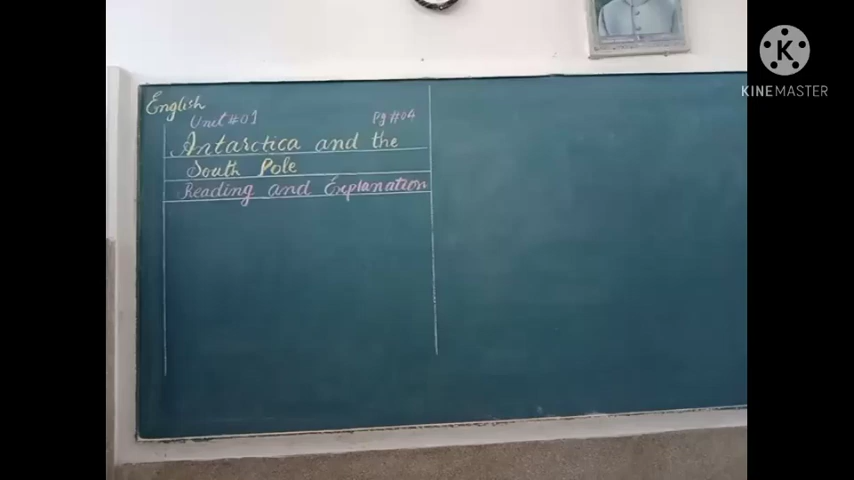 English
Unit #01 Pg #04
Antarctica and the
South Pole
Reading and Explanation
K
KINEMASTER